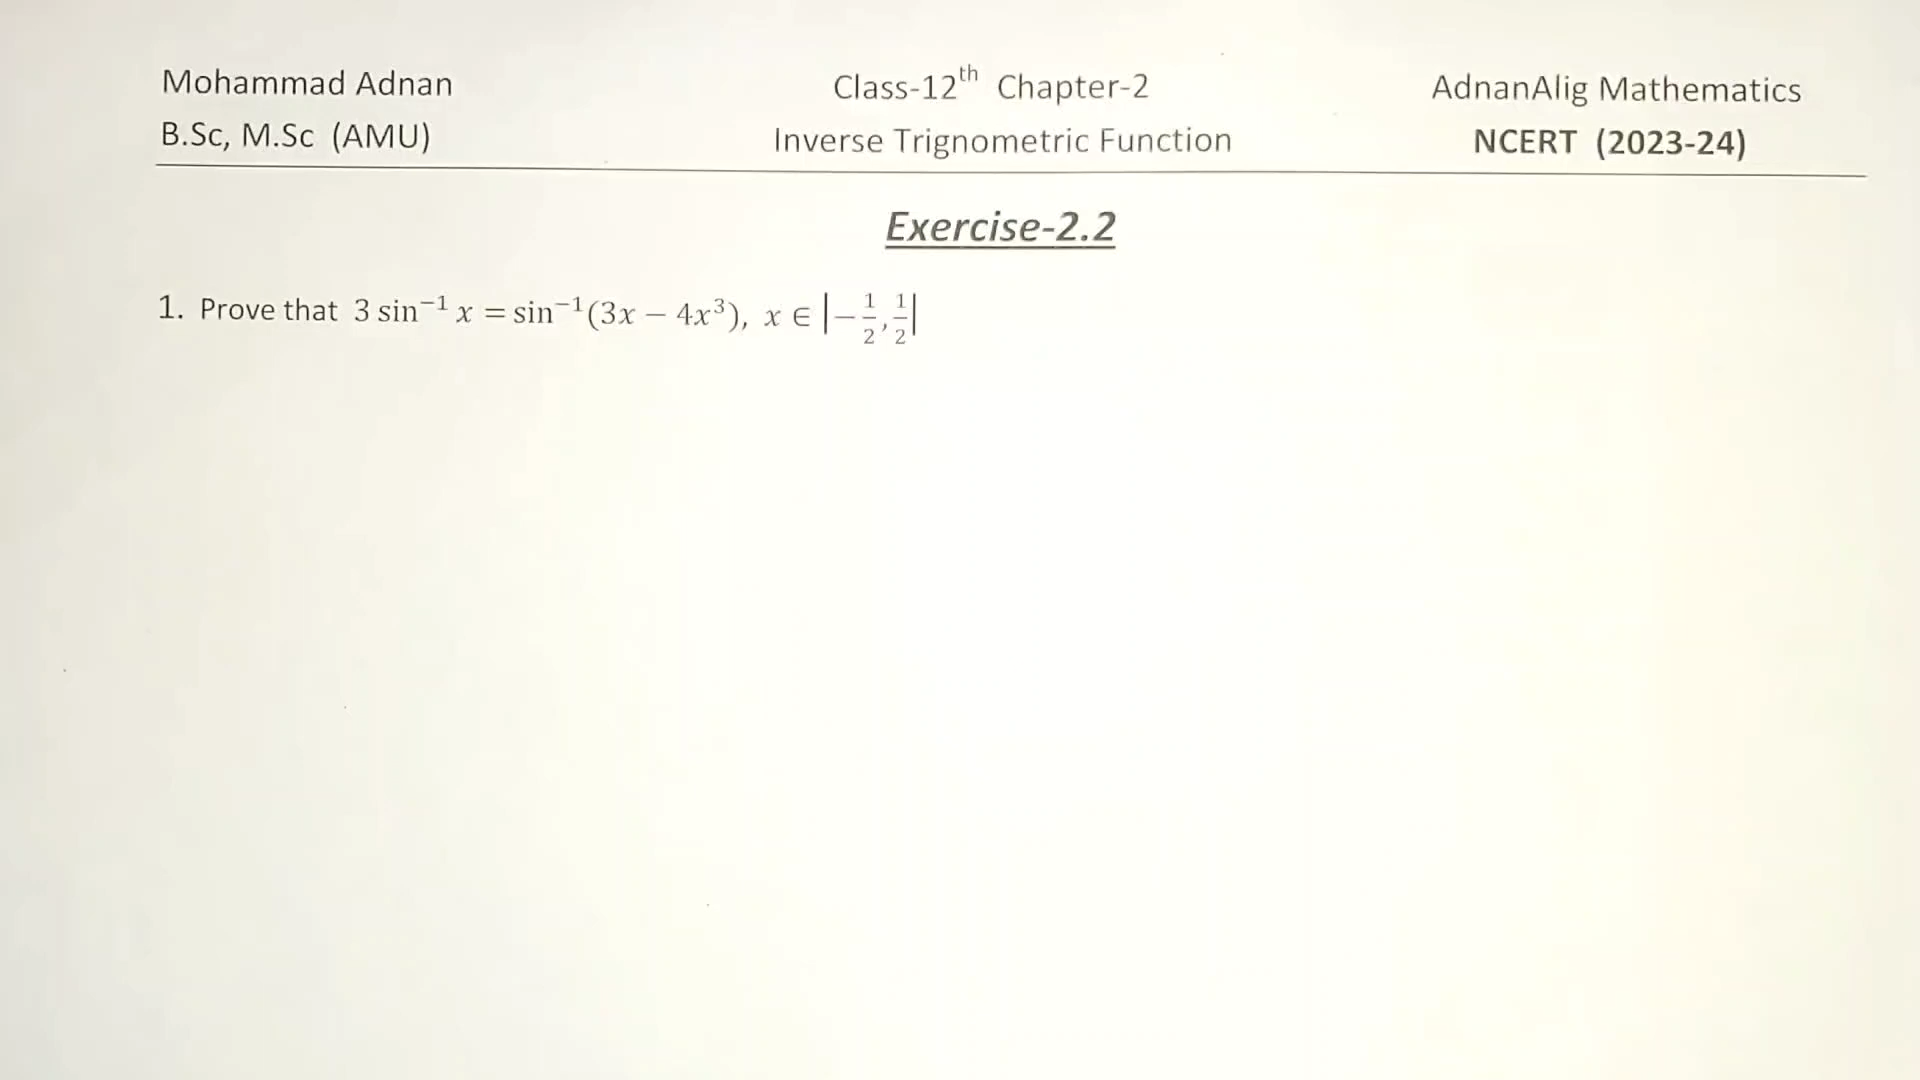 Mohammad Adnan
B.Sc, M.Sc (AMU)
Class-12th Chapter-2
Inverse Trignometric Function
AdnanAlig Mathematics
NCERT (2023-24)
Exercise-2.2
1. Prove that 3 sin⁻¹ x = sin⁻¹(3x − 4x³), x ∈ |−1/2, 1/2|